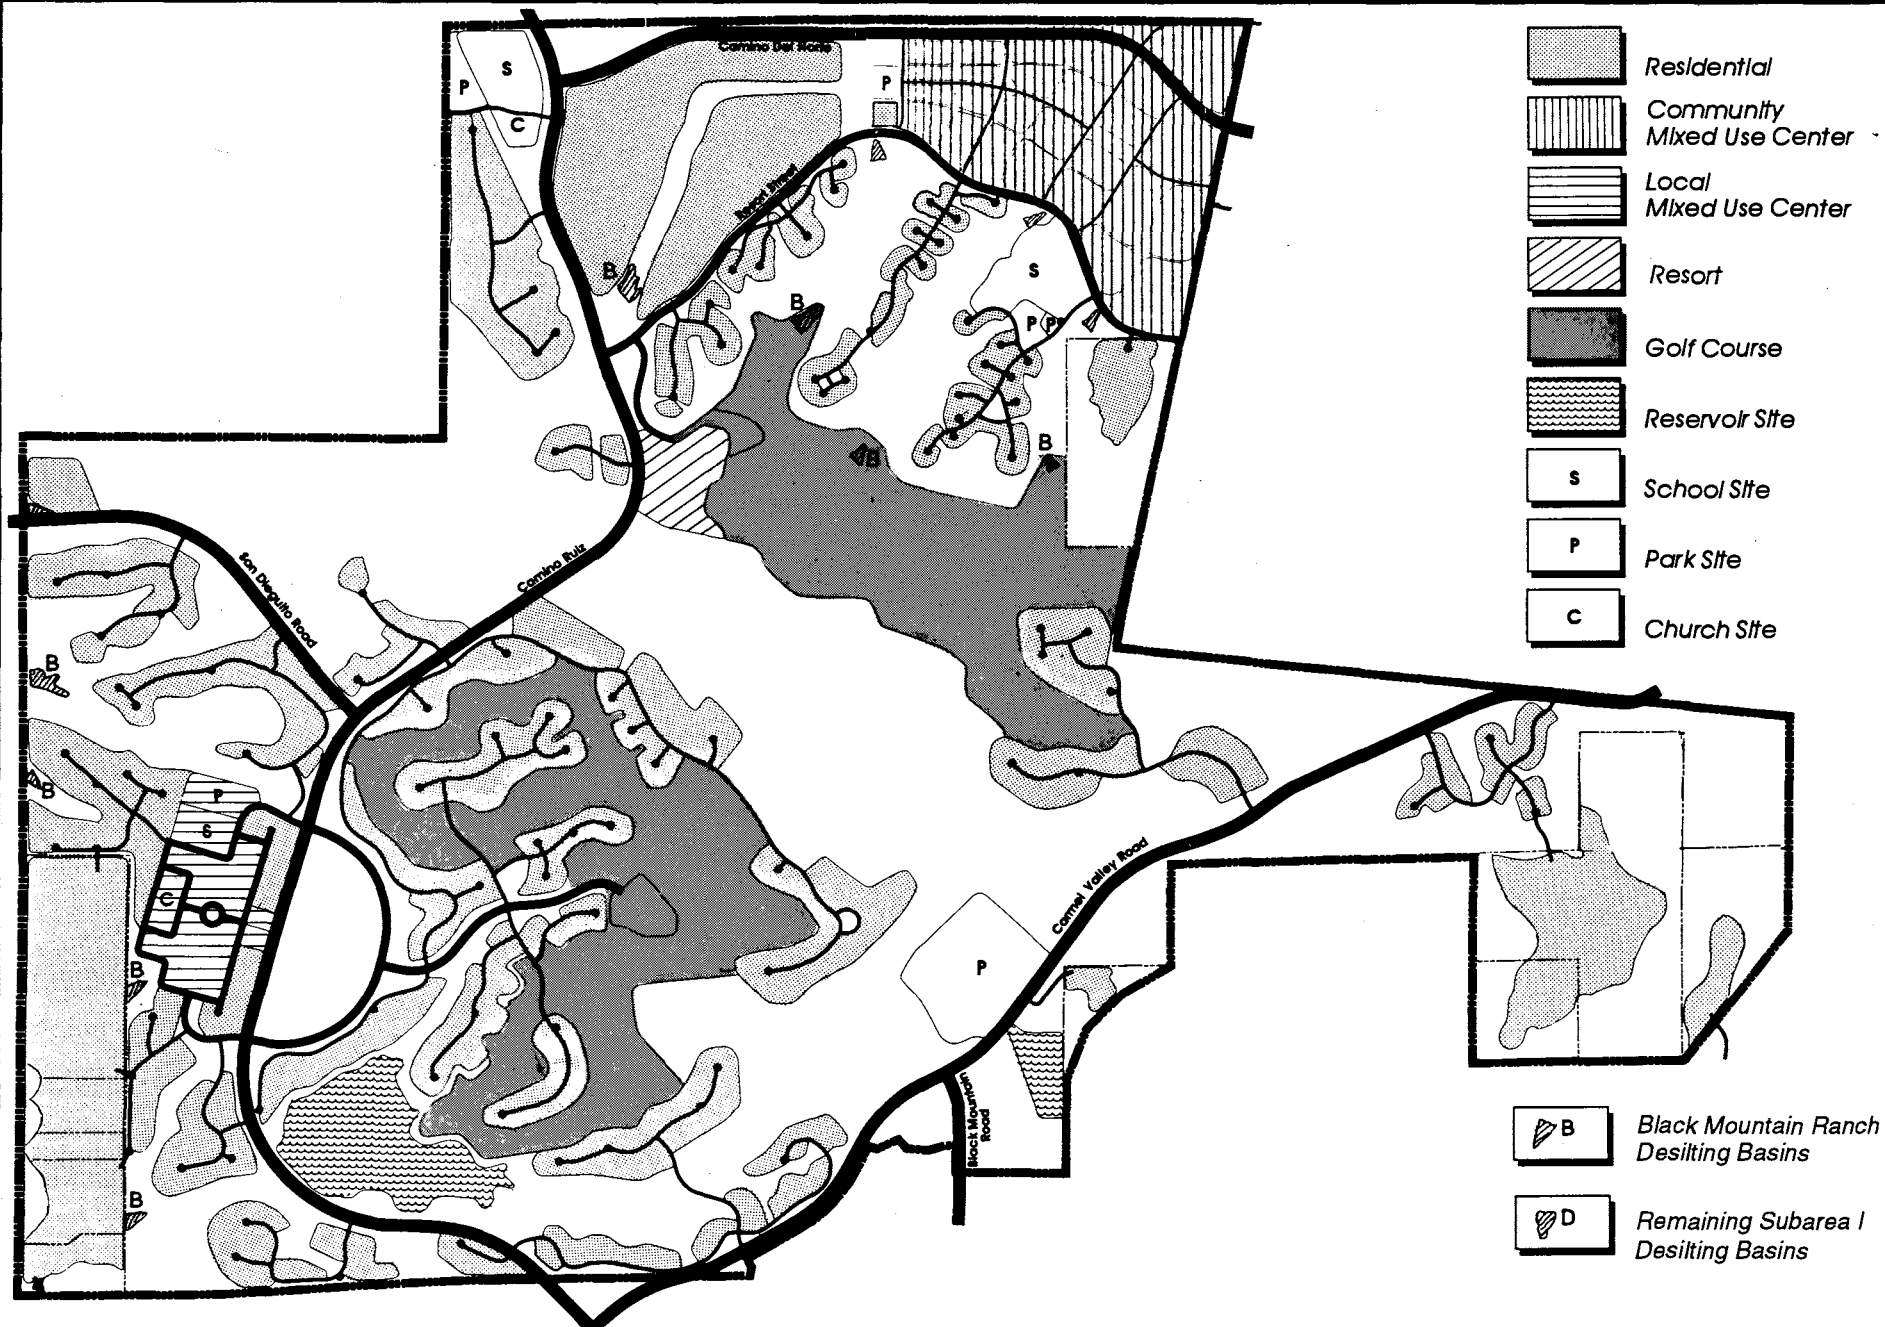 Camino Del Norte
S
P
C
P
Resort Street
B
B
S
P
P
B
B
Camino Ruiz
San Dieguito Road
B
B
P
S
C
B
Carmel Valley Road
P
Black Mountain
Road
B
Residential
Community
Mixed Use Center
Local
Mixed Use Center
Resort
Golf Course
Reservoir Site
S
School Site
P
Park Site
C
Church Site
B
Black Mountain Ranch
Desilting Basins
D
Remaining Subarea I
Desilting Basins